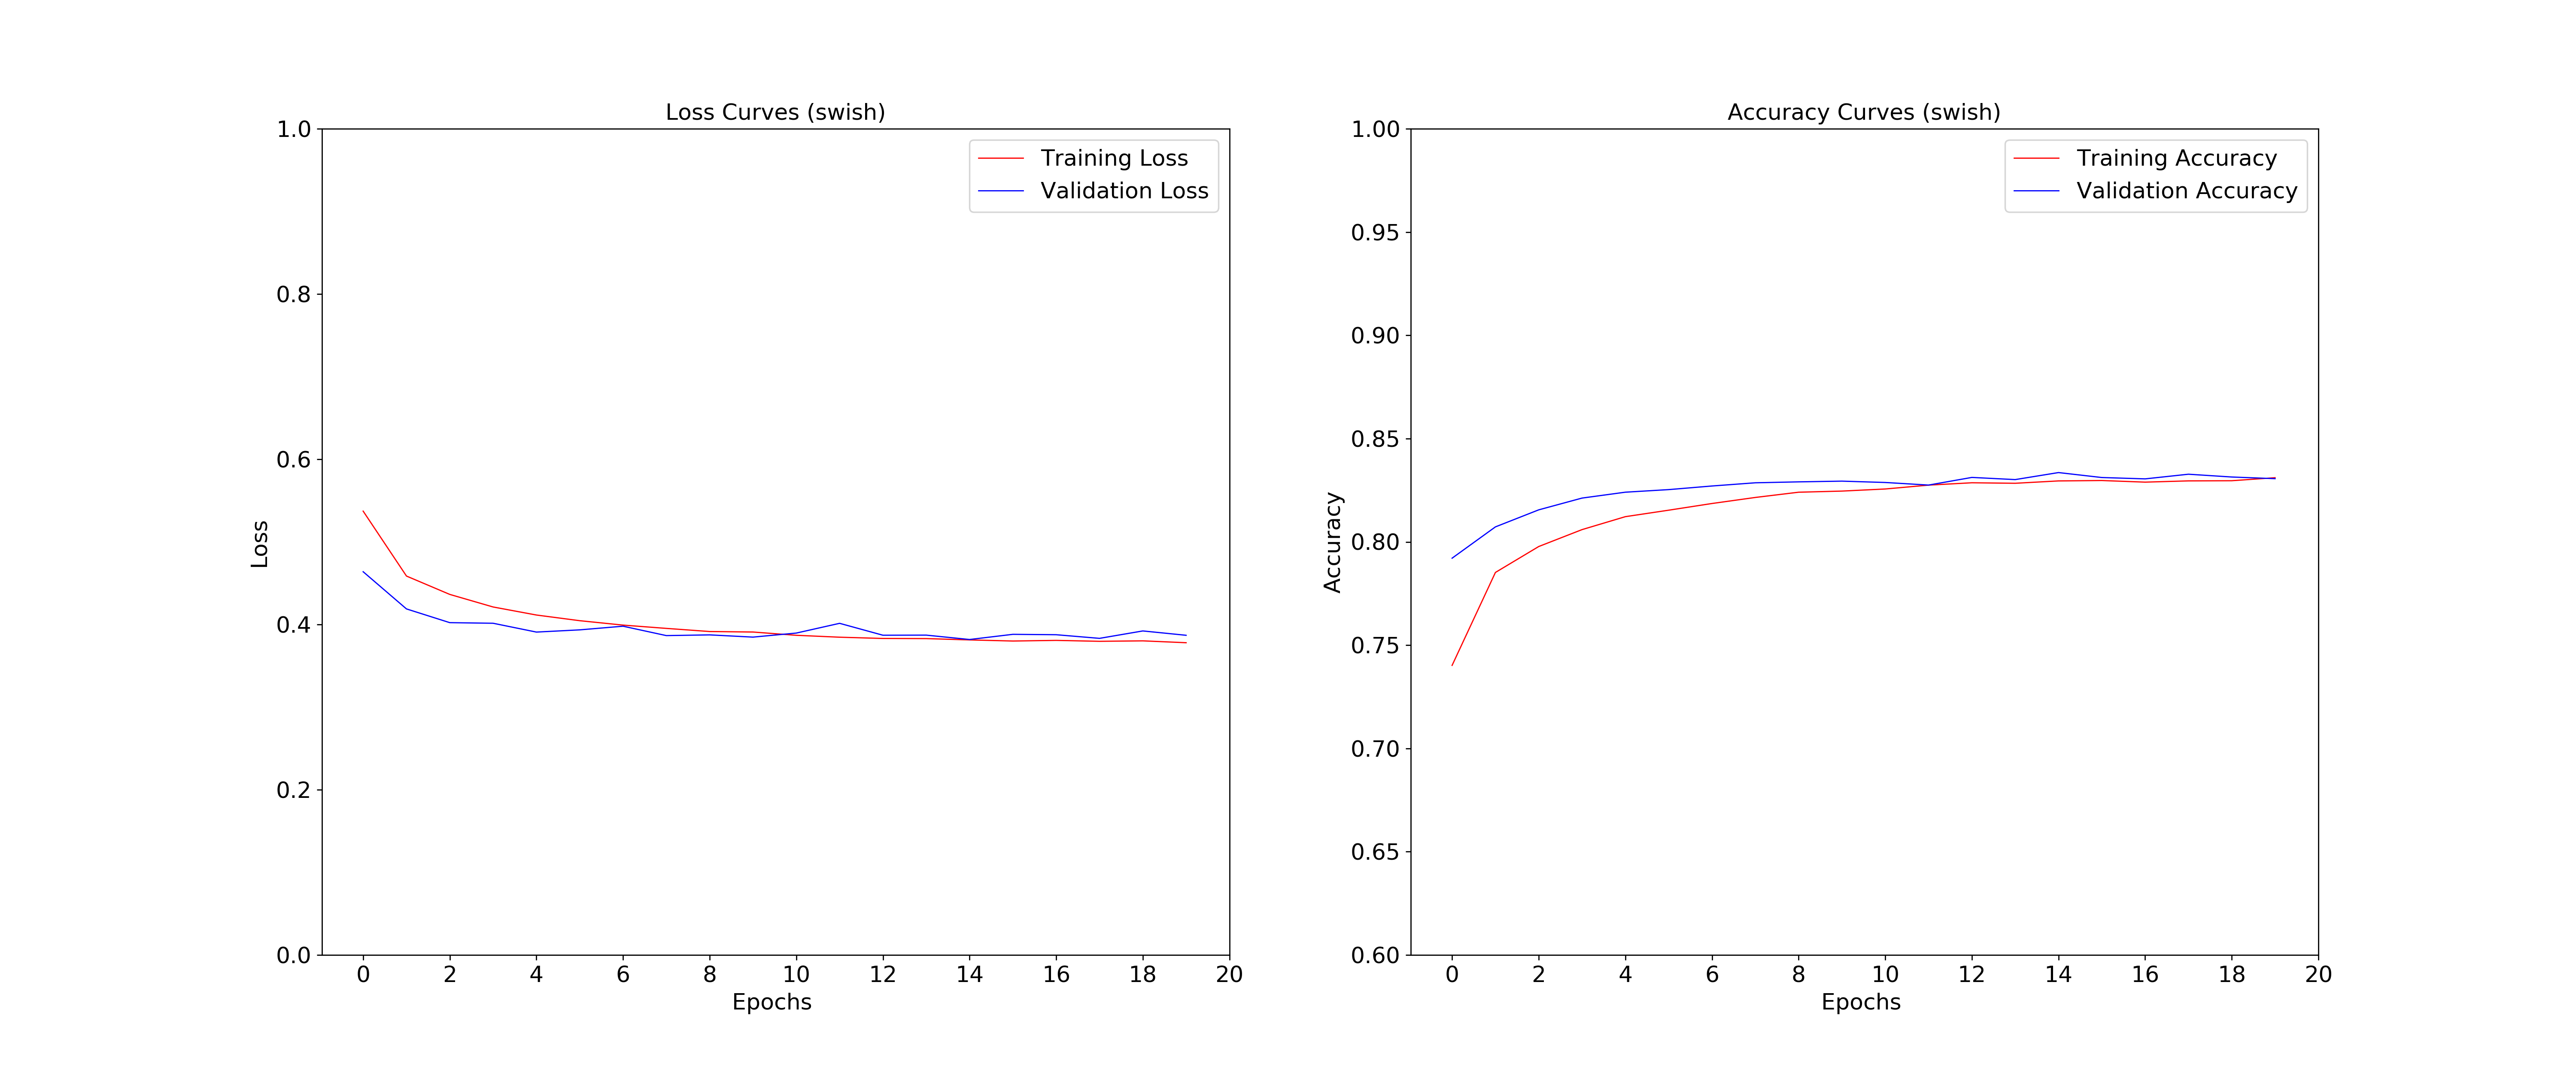 Loss Curves (swish)
1.0
0.8
0.6
0.4
0.2
0.0
Loss
Training Loss
Validation Loss
0 2 4 6 8 10 12 14 16 18 20
Epochs
Accuracy Curves (swish)
1.00
0.95
0.90
0.85
0.80
0.75
0.70
0.65
0.60
Accuracy
Training Accuracy
Validation Accuracy
0 2 4 6 8 10 12 14 16 18 20
Epochs